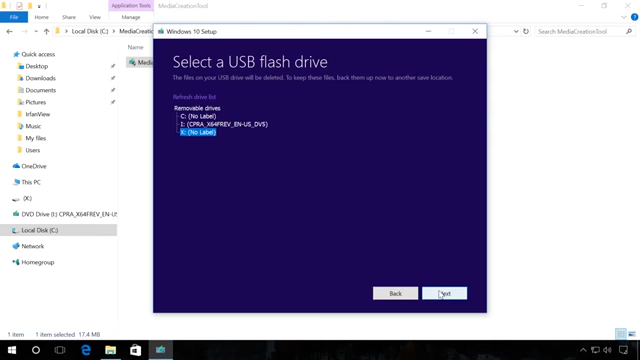 Application Tools
MediaCreationTool
File
Home
Share
View
Manage
Local Disk (C:)
MediaCreationTool
Search MediaCreationTool
Name
Quick access
Desktop
Downloads
Documents
Pictures
IrfanView
Music
My files
Users
OneDrive
This PC
(X:)
DVD Drive (I:) CPRA_X64FREV_EN-US
Local Disk (C:)
Network
Homegroup
Windows 10 Setup
Select a USB flash drive
The files on your USB drive will be deleted. To keep these files, back them up now to another save location.
Refresh drive list
Removable drives
C: (No Label)
I: (CPRA_X64FREV_EN-US_DV5)
X: (No Label)
Back
Next
1 item
1 item selected
17.4 MB